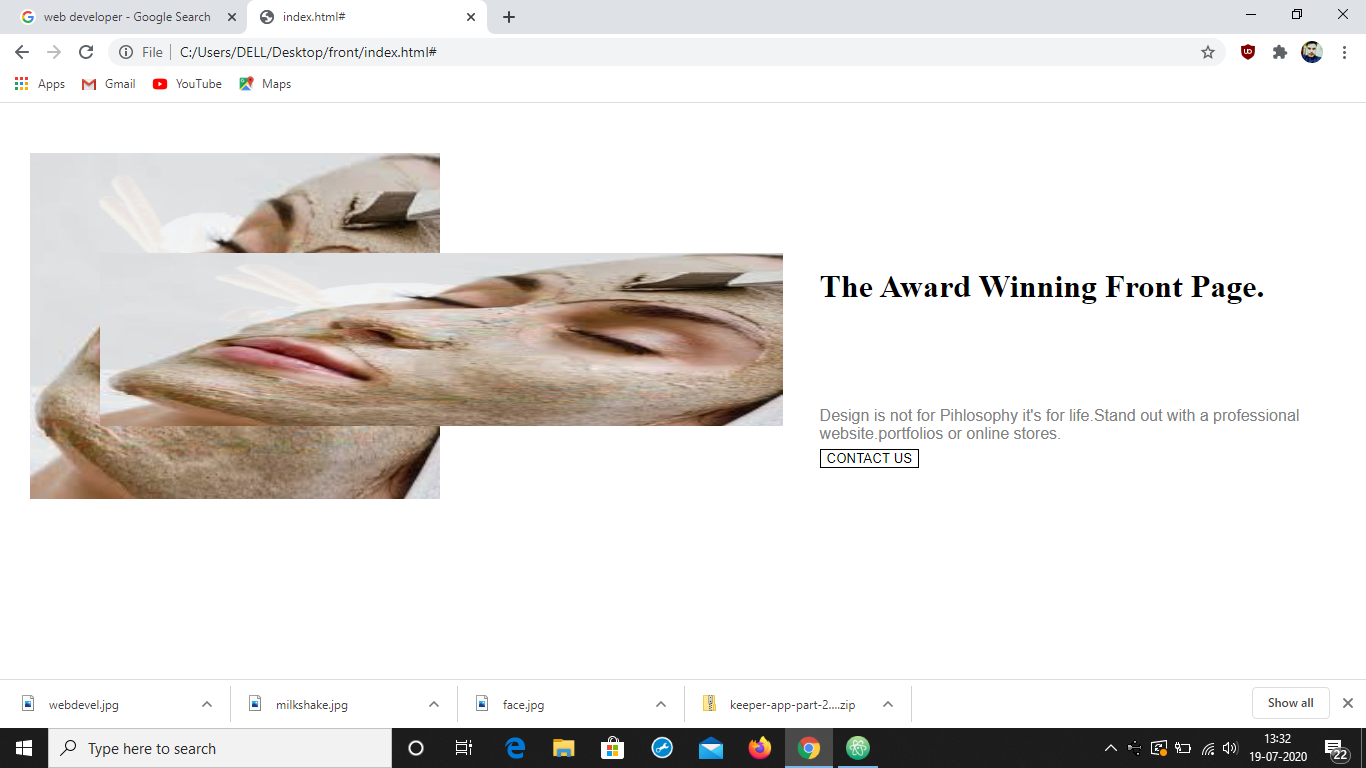 web developer - Google Search
index.html#
File
C:/Users/DELL/Desktop/front/index.html#
Apps
Gmail
YouTube
Maps
The Award Winning Front Page.
Design is not for Pihlosophy it's for life.Stand out with a professional
website.portfolios or online stores.
CONTACT US
webdevel.jpg
milkshake.jpg
face.jpg
keeper-app-part-2....zip
Show all
Type here to search
13:32
19-07-2020
22